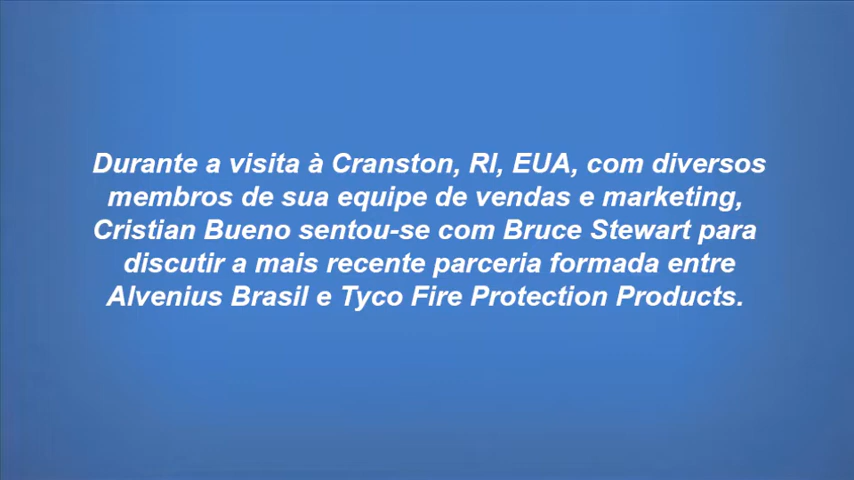 Durante a visita à Cranston, RI, EUA, com diversos
membros de sua equipe de vendas e marketing,
Cristian Bueno sentou-se com Bruce Stewart para
discutir a mais recente parceria formada entre
Alvenius Brasil e Tyco Fire Protection Products.